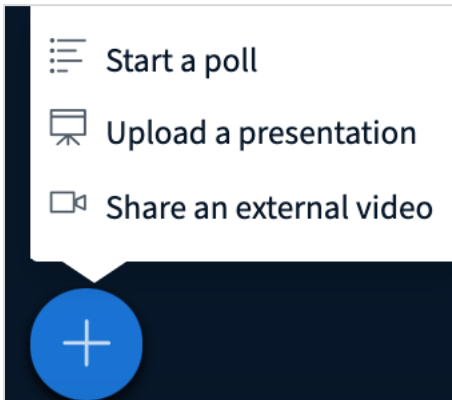 Start a poll
Upload a presentation
Share an external video